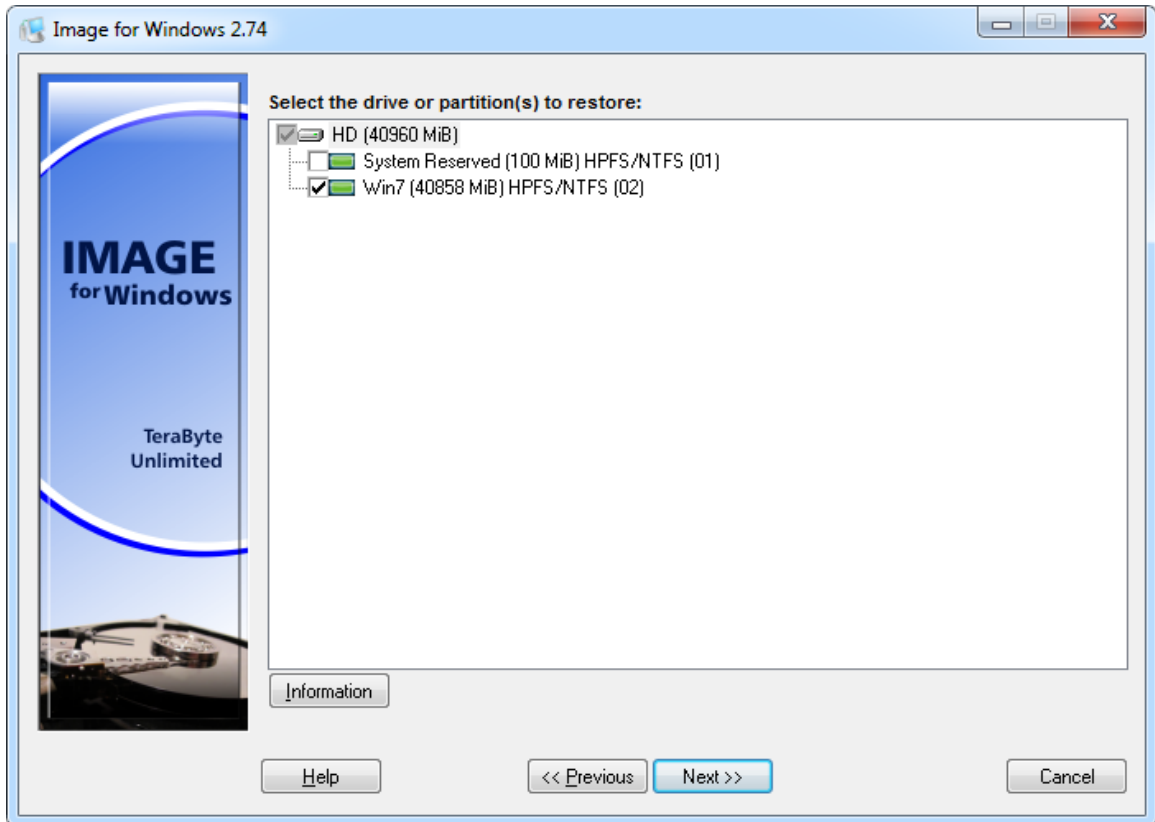 Image for Windows 2.74
Select the drive or partition(s) to restore:
HD (40960 MiB)
System Reserved (100 MiB) HPFS/NTFS (01)
Win7 (40858 MiB) HPFS/NTFS (02)
IMAGE
for Windows
TeraByte
Unlimited
Information
Help
<< Previous
Next >>
Cancel